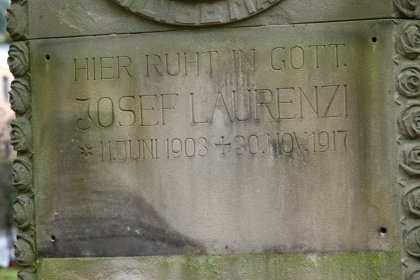 HIER RUHT IN GOTT.
JOSEF LAURENZI
* 11. JUNI 1903 + 30. NOV. 1917